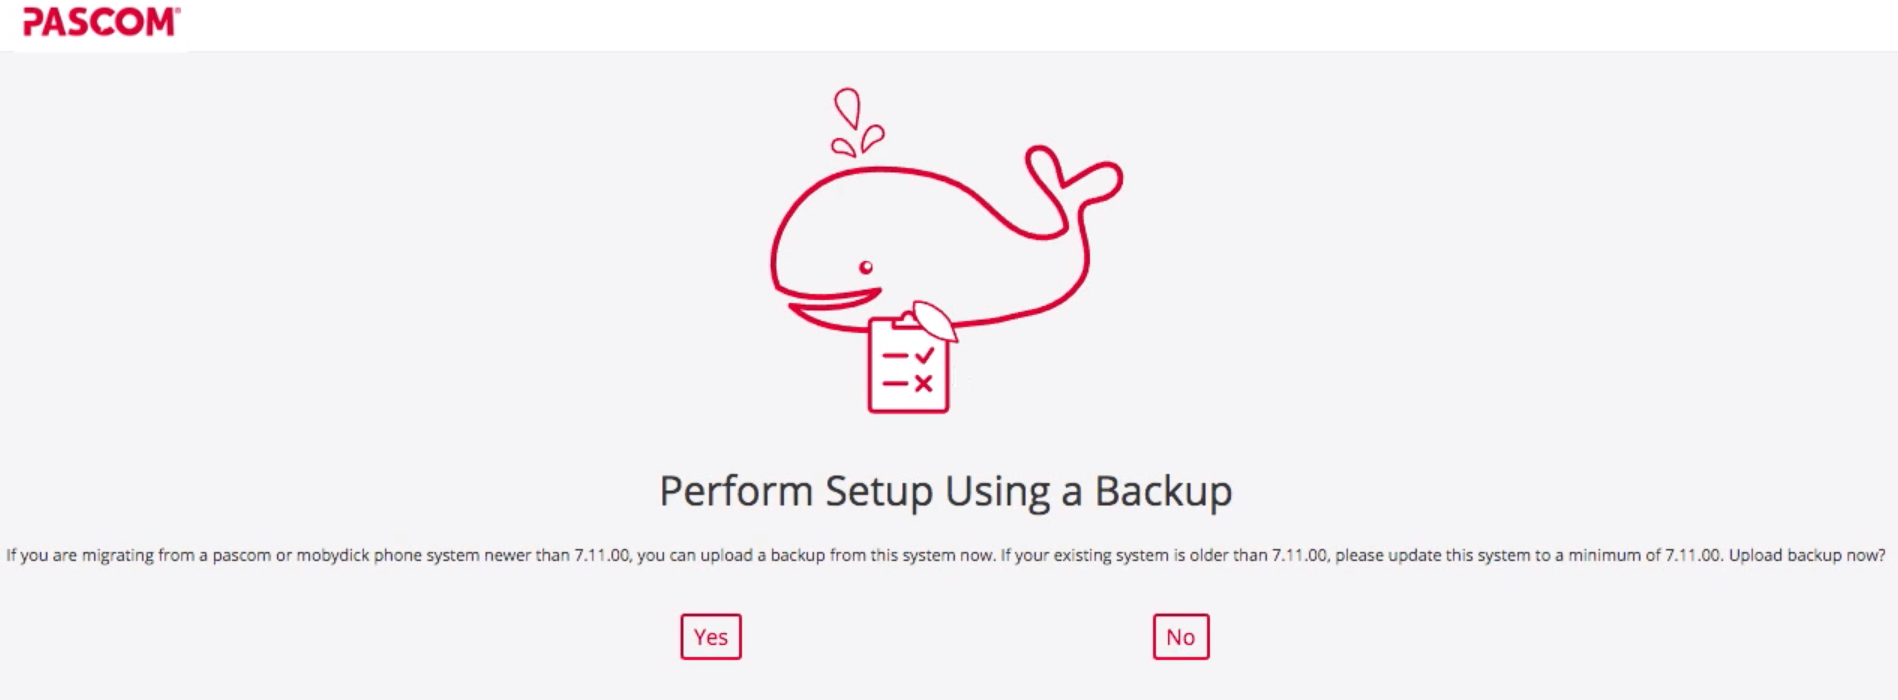 PASCOM®
Perform Setup Using a Backup
If you are migrating from a pascom or mobydick phone system newer than 7.11.00, you can upload a backup from this system now. If your existing system is older than 7.11.00, please update this system to a minimum of 7.11.00. Upload backup now?
Yes No